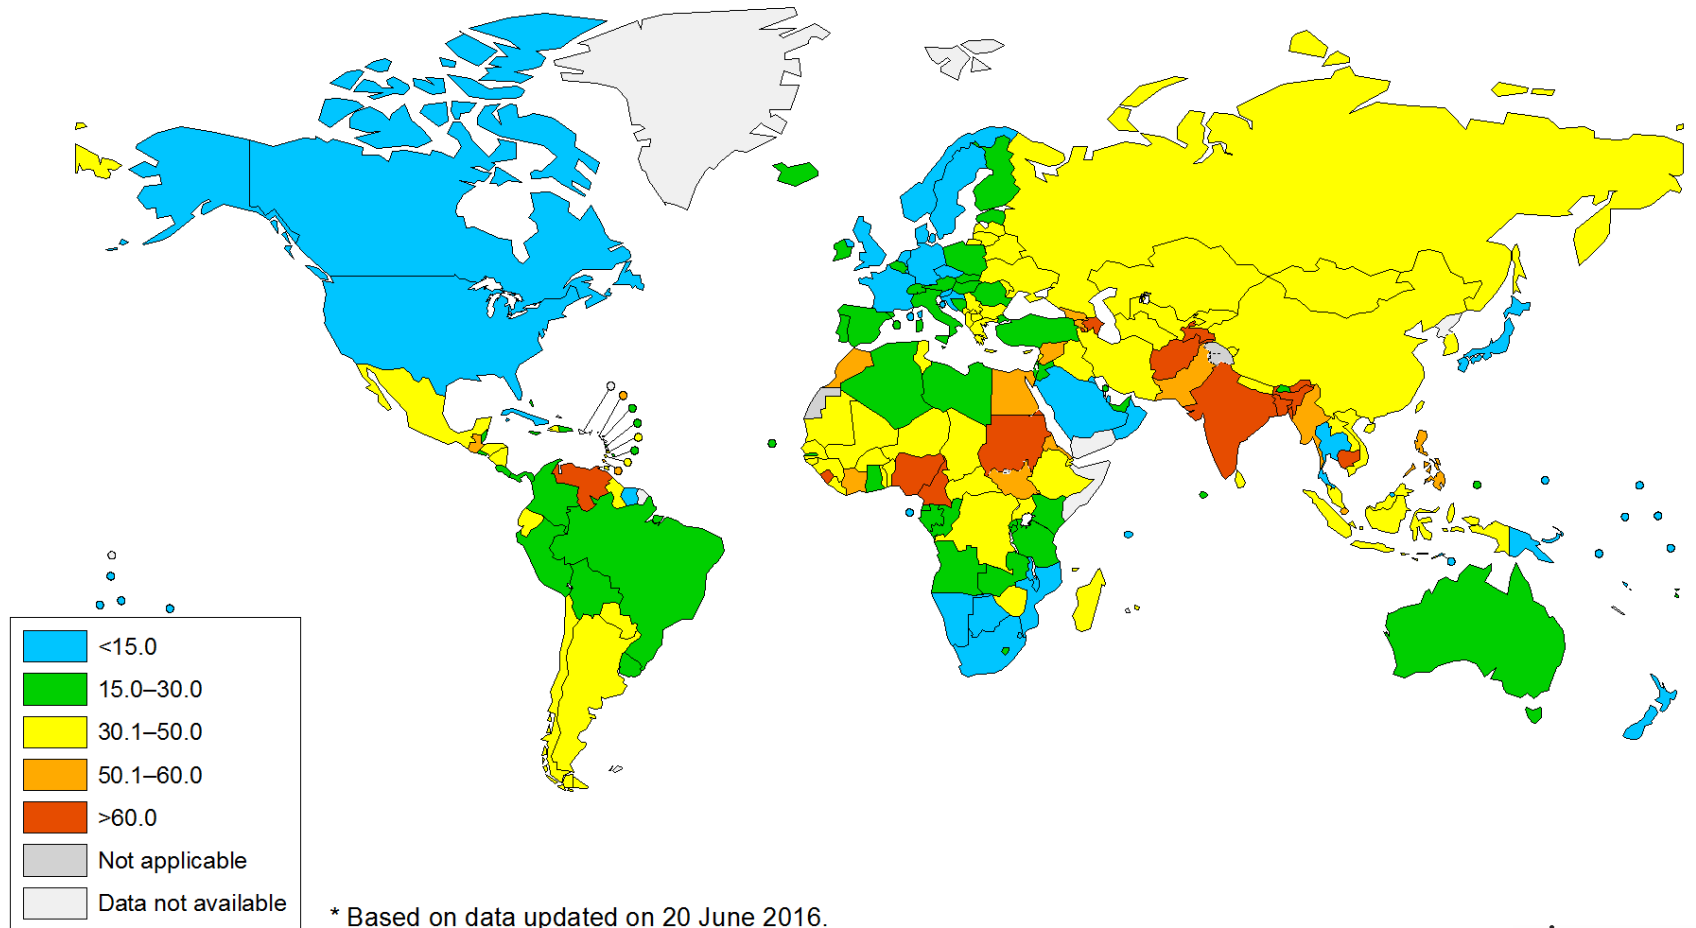 <15.0
15.0–30.0
30.1–50.0
50.1–60.0
>60.0
Not applicable
Data not available
* Based on data updated on 20 June 2016.